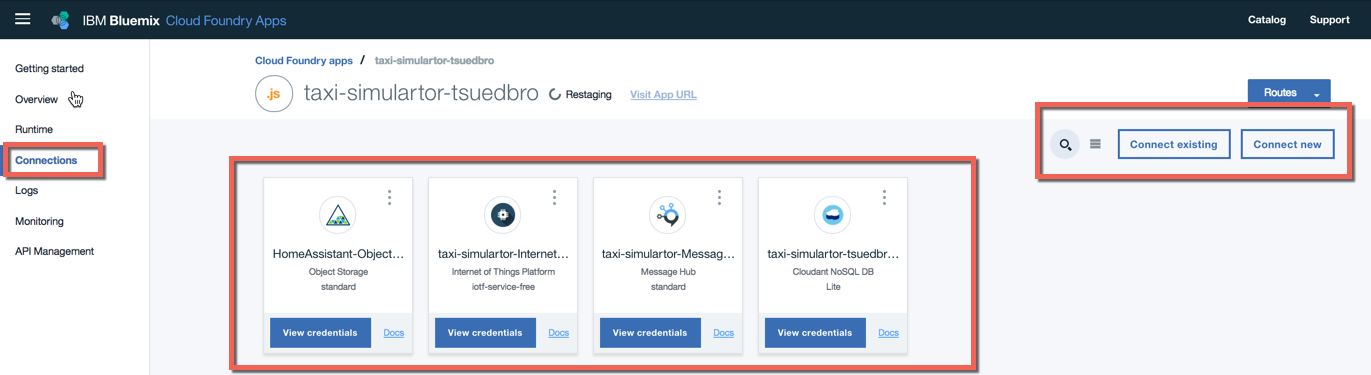 IBM Bluemix Cloud Foundry Apps
Catalog
Support
Getting started
Overview
Runtime
Connections
Logs
Monitoring
API Management
Cloud Foundry apps / taxi-simulartor-tsuedbro
.js
taxi-simulartor-tsuedbro
Restaging
Visit App URL
Routes
Connect existing
Connect new
HomeAssistant-Object...
Object Storage
standard
View credentials
Docs
taxi-simulartor-Internet...
Internet of Things Platform
iotf-service-free
View credentials
Docs
taxi-simulartor-Messag...
Message Hub
standard
View credentials
Docs
taxi-simulartor-tsuedbr...
Cloudant NoSQL DB
Lite
View credentials
Docs